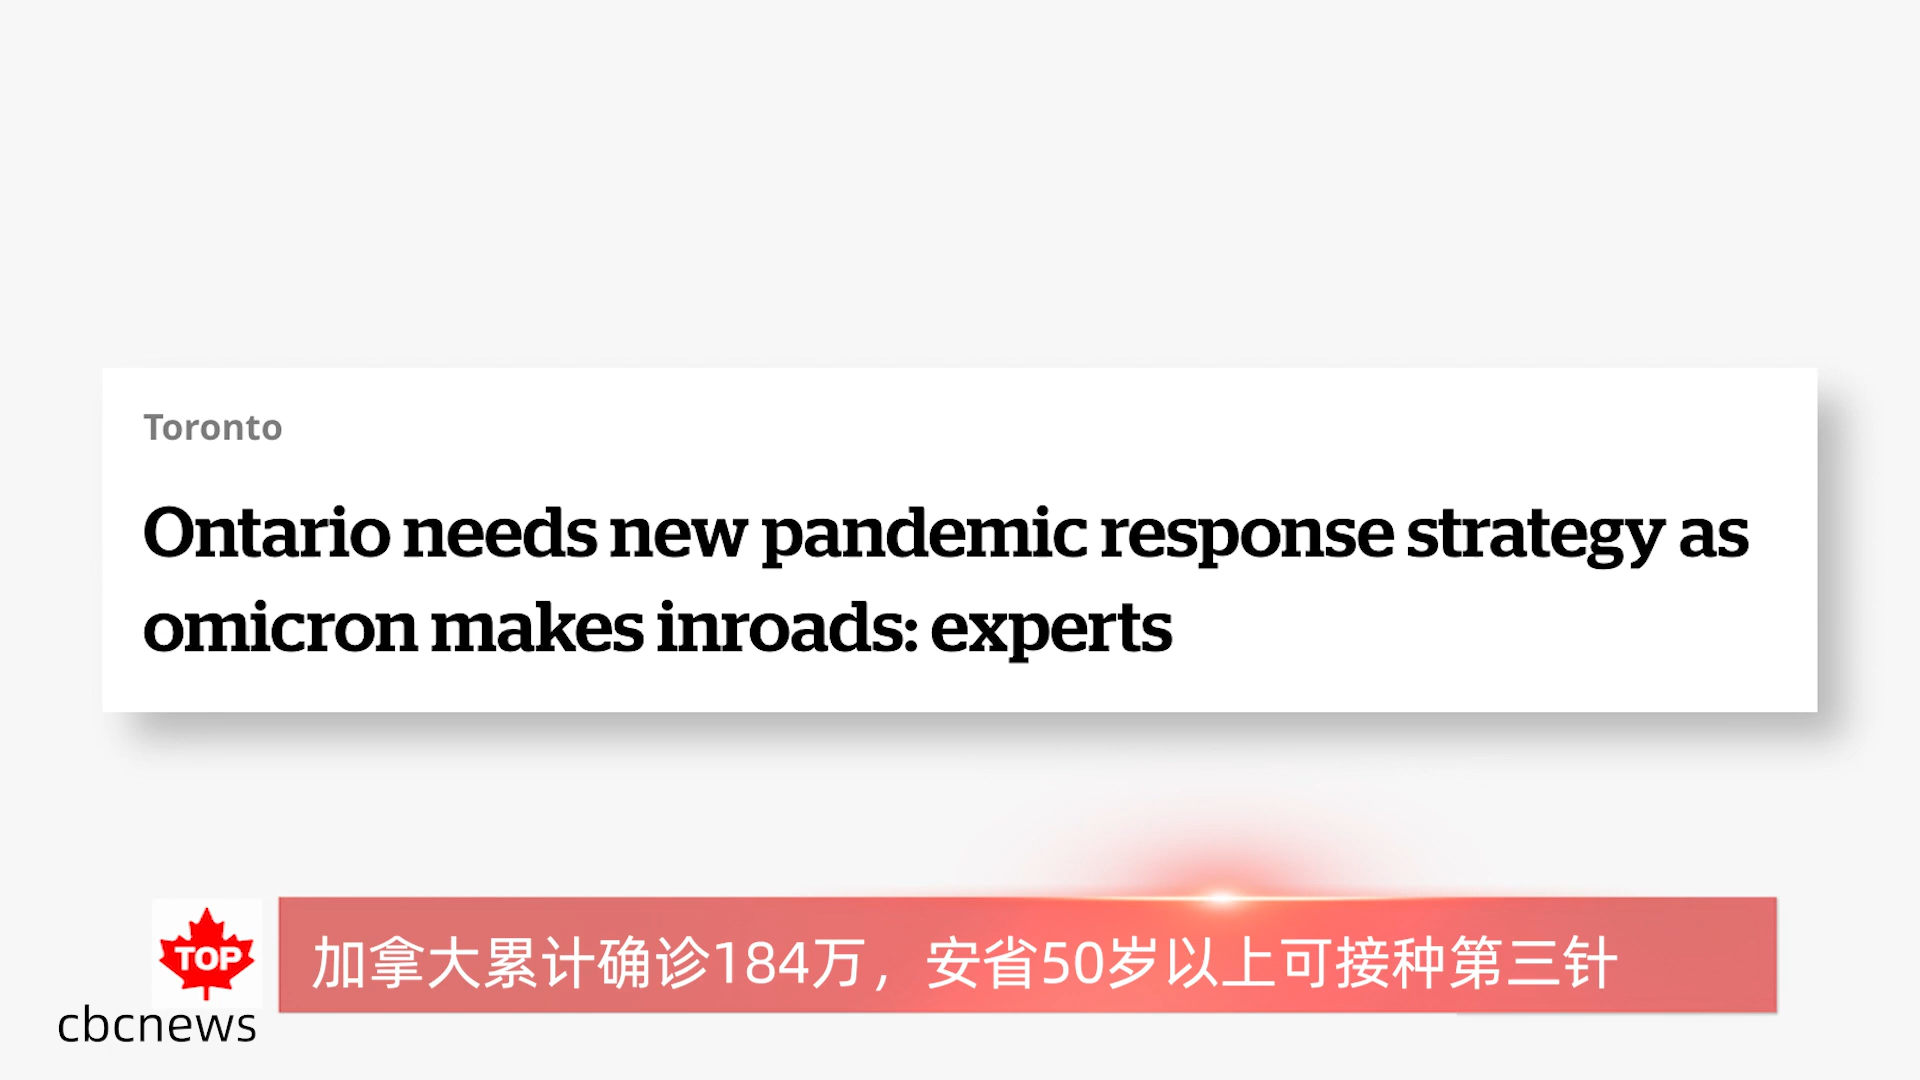 Toronto
Ontario needs new pandemic response strategy as
omicron makes inroads: experts
TOP
加拿大累计确诊184万，安省50岁以上可接种第三针
cbcnews